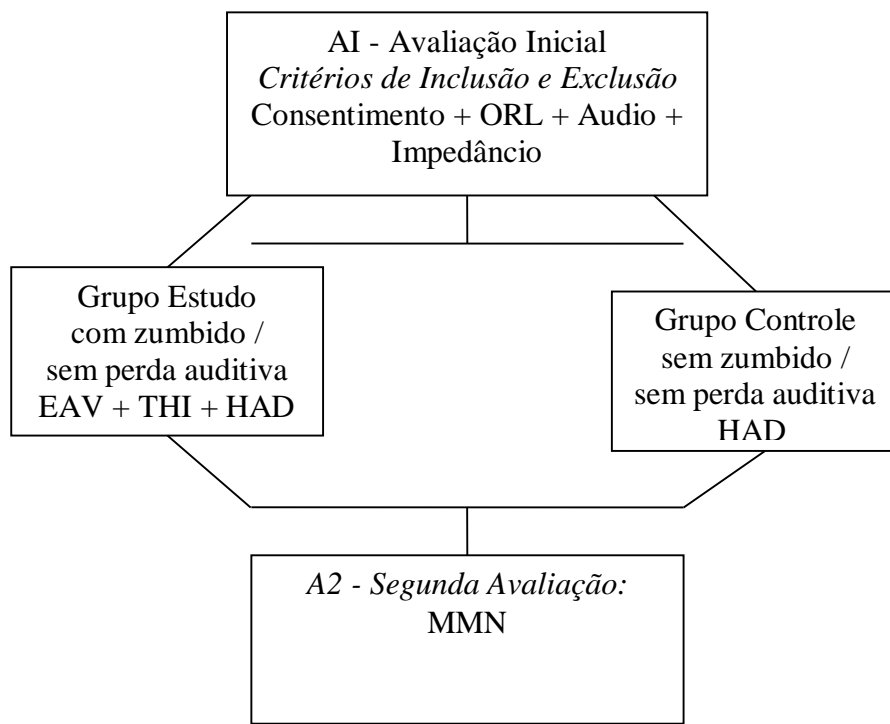 AI - Avaliação Inicial
Critérios de Inclusão e Exclusão
Consentimento + ORL + Audio +
Impedâncio
Grupo Estudo
com zumbido /
sem perda auditiva
EAV + THI + HAD
Grupo Controle
sem zumbido /
sem perda auditiva
HAD
A2 - Segunda Avaliação:
MMN